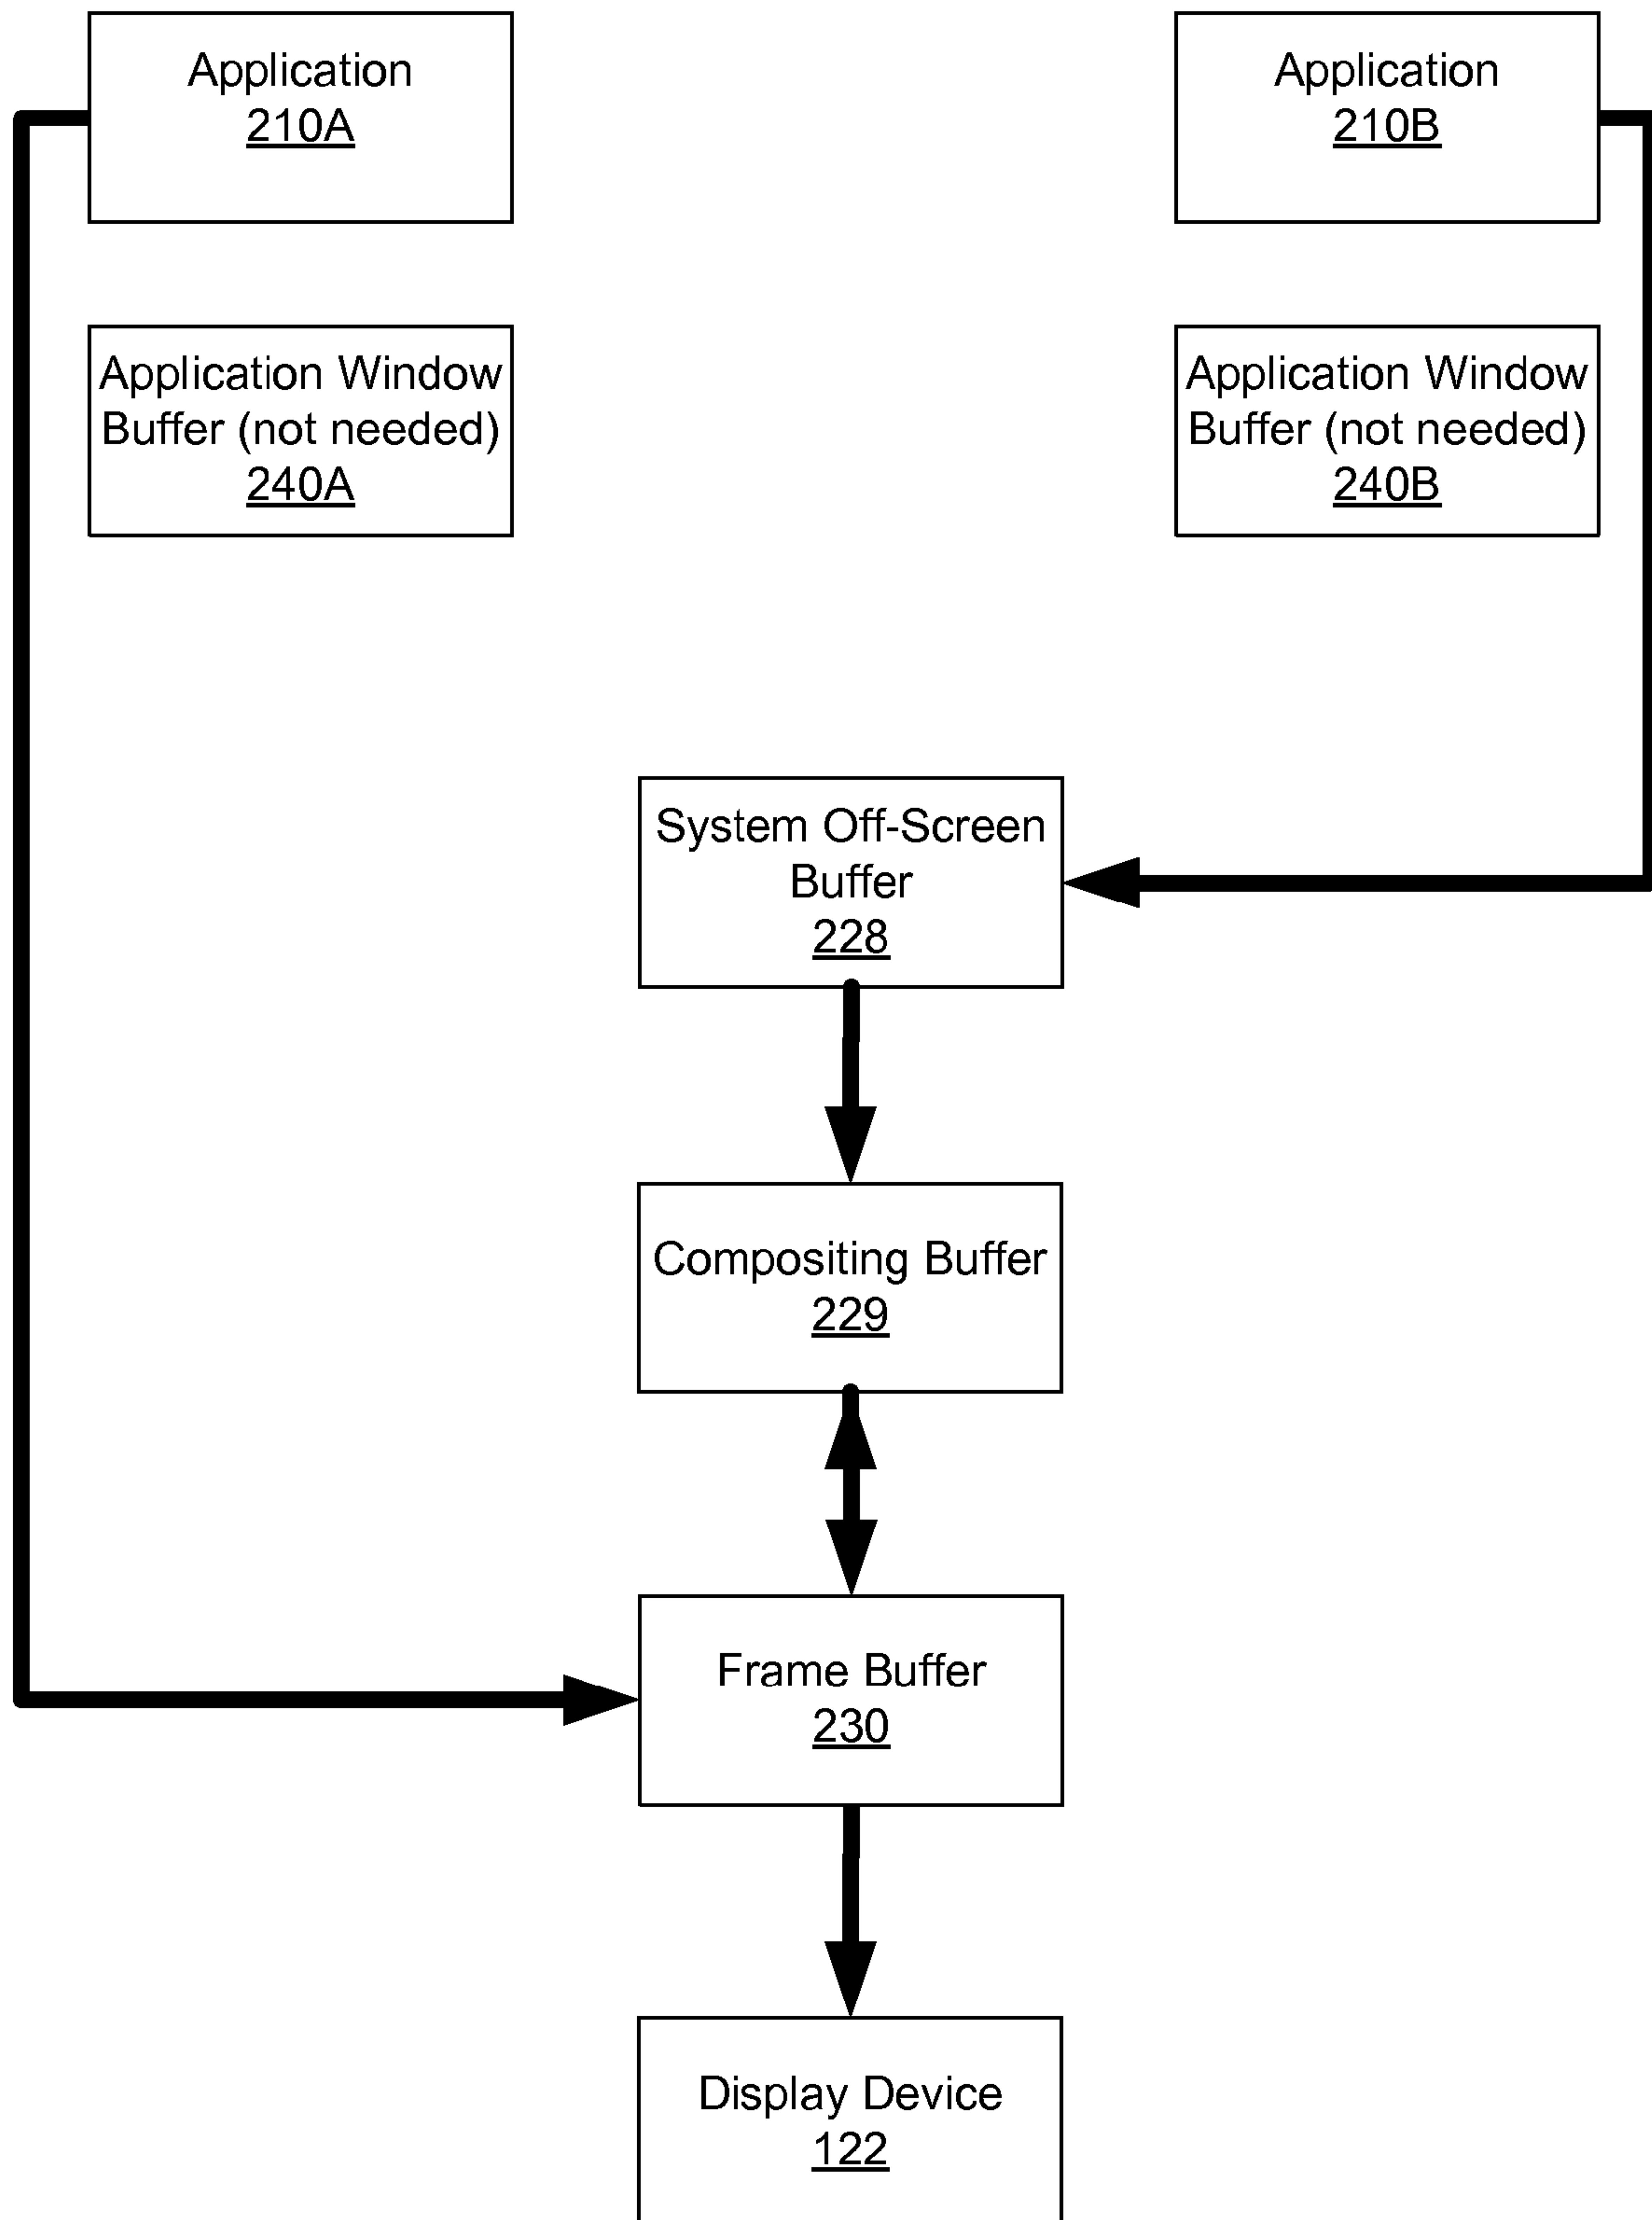 Application
210A
Application
210B
Application Window
Buffer (not needed)
240A
Application Window
Buffer (not needed)
240B
System Off-Screen
Buffer
228
Compositing Buffer
229
Frame Buffer
230
Display Device
122